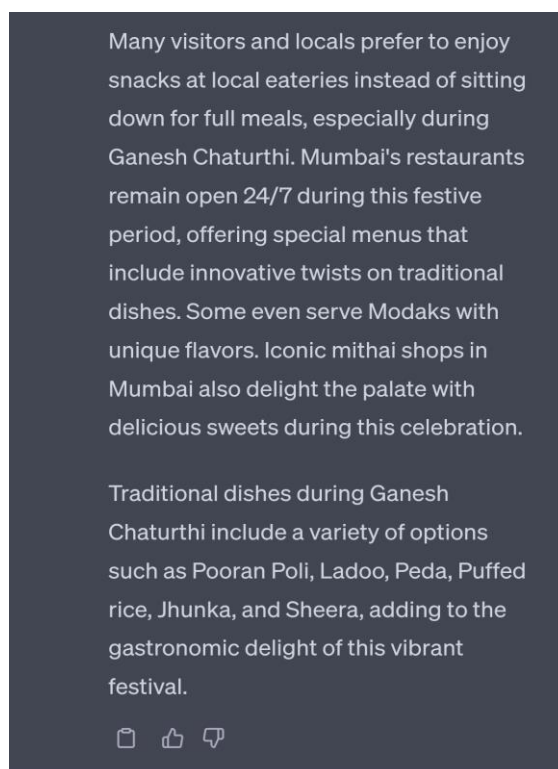 Many visitors and locals prefer to enjoy
snacks at local eateries instead of sitting
down for full meals, especially during
Ganesh Chaturthi. Mumbai's restaurants
remain open 24/7 during this festive
period, offering special menus that
include innovative twists on traditional
dishes. Some even serve Modaks with
unique flavors. Iconic mithai shops in
Mumbai also delight the palate with
delicious sweets during this celebration.
Traditional dishes during Ganesh
Chaturthi include a variety of options
such as Pooran Poli, Ladoo, Peda, Puffed
rice, Jhunka, and Sheera, adding to the
gastronomic delight of this vibrant
festival.